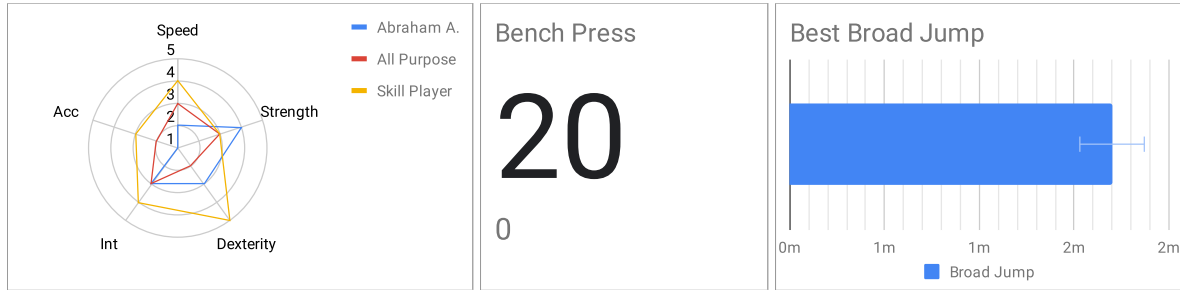 Speed
5
4
3
2
1
Acc
Strength
Int
Dexterity
Abraham A.
All Purpose
Skill Player
Bench Press
20
0
Best Broad Jump
0m 1m 1m 2m 2m
Broad Jump